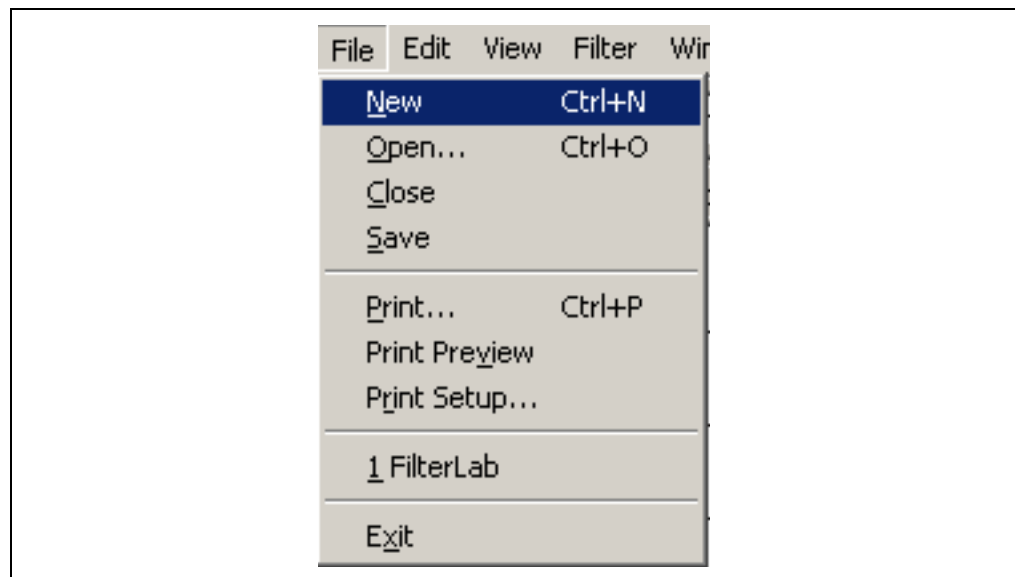 File Edit View Filter
New Ctrl+N
Open... Ctrl+O
Close
Save
Print... Ctrl+P
Print Preview
Print Setup...
1 FilterLab
Exit